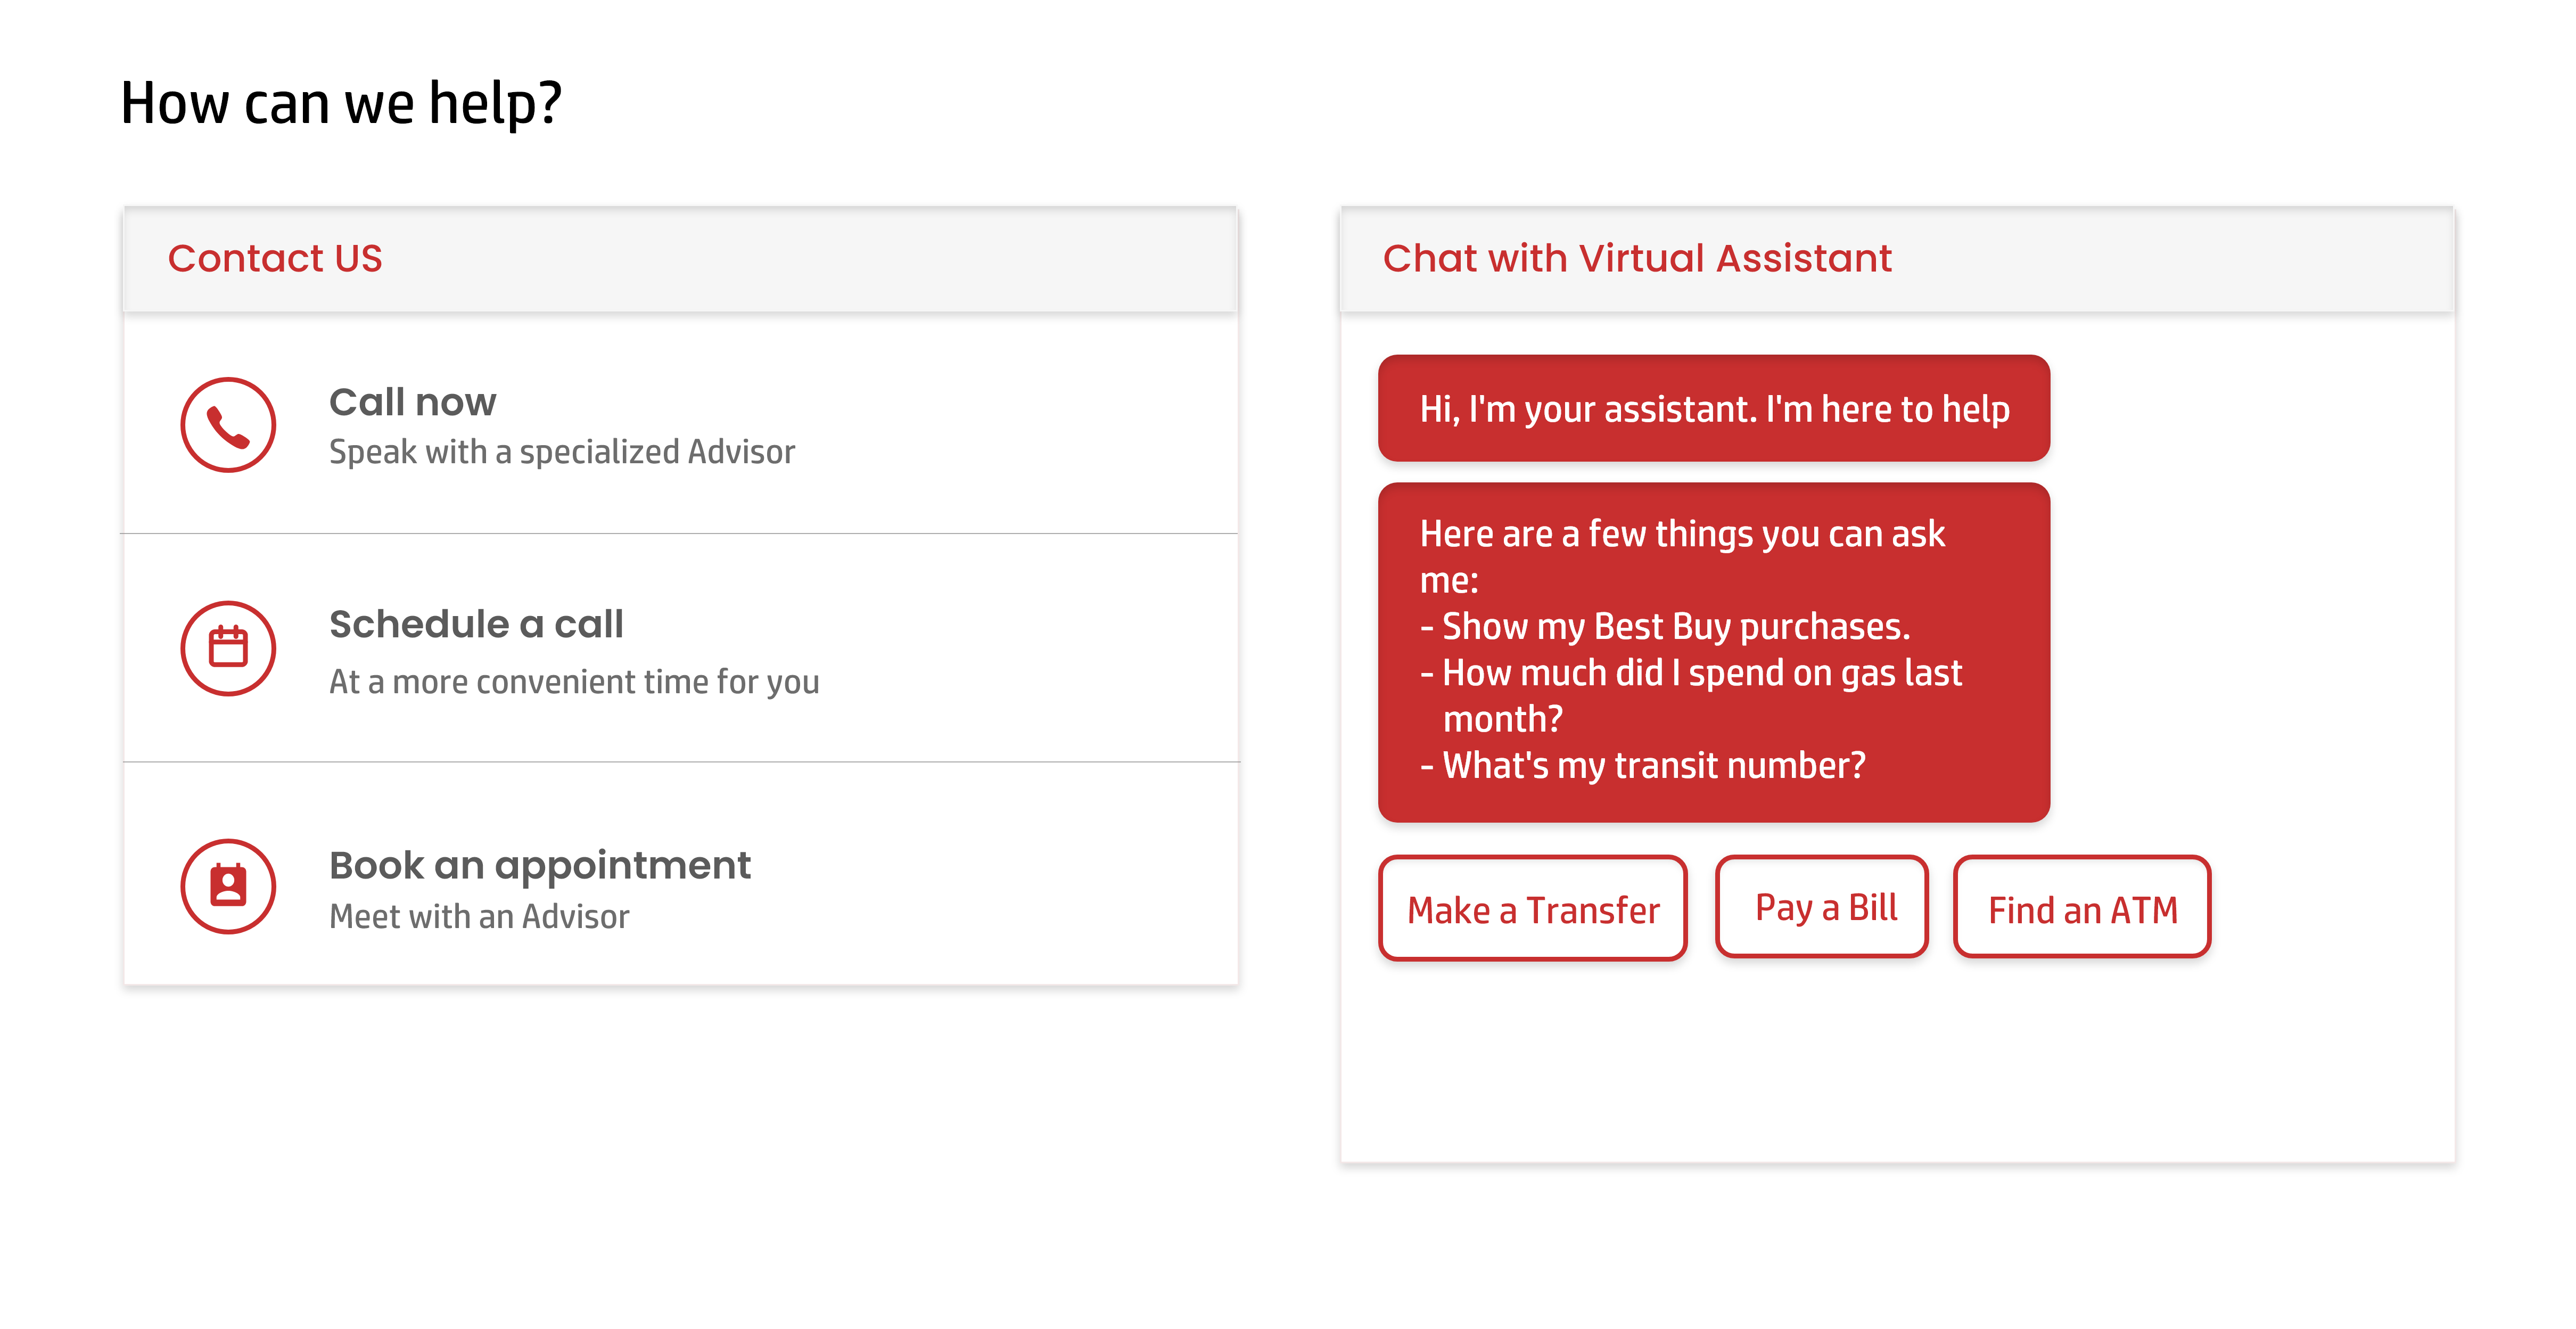 How can we help?
Contact US
Call now
Speak with a specialized Advisor
Schedule a call
At a more convenient time for you
Book an appointment
Meet with an Advisor
Chat with Virtual Assistant
Hi, I'm your assistant. I'm here to help
Here are a few things you can ask
me:
- Show my Best Buy purchases.
- How much did I spend on gas last
month?
- What's my transit number?
Make a Transfer
Pay a Bill
Find an ATM